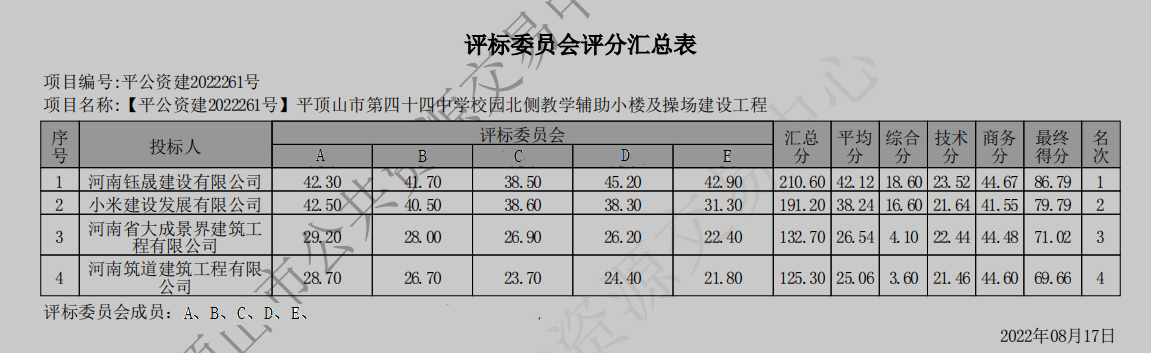 评标委员会评分汇总表
项目编号:平公资建2022261号
项目名称:【平公资建2022261号】平顶山市第四十四中学校园北侧教学辅助小楼及操场建设工程
序号 投标人 评标委员会 汇总分 平均分 综合分 技术分 商务分 最终得分 名次
A B C D E
1 河南钰晟建设有限公司 42.30 41.70 38.50 45.20 42.90 210.60 42.12 18.60 23.52 44.67 86.79 1
2 小米建设发展有限公司 42.50 40.50 38.60 38.30 31.30 191.20 38.24 16.60 21.64 41.55 79.79 2
3 河南省大成景界建筑工程有限公司 29.20 28.00 26.90 26.20 22.40 132.70 26.54 4.10 22.44 44.48 71.02 3
4 河南筑道建筑工程有限公司 28.70 26.70 23.70 24.40 21.80 125.30 25.06 3.60 21.46 44.60 69.66 4
评标委员会成员：A、B、C、D、E、
2022年08月17日